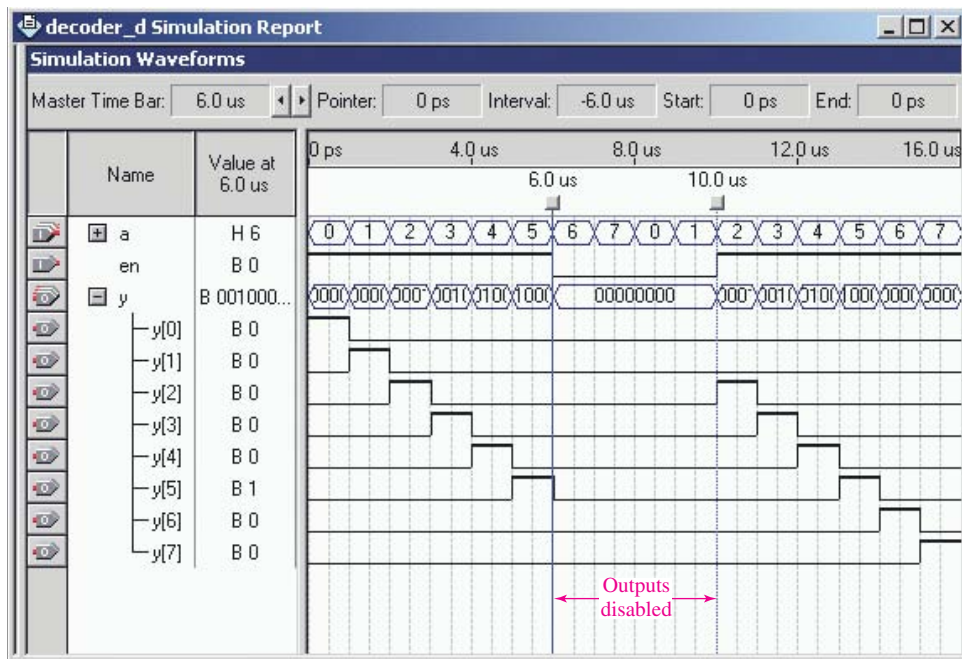 decoder_d Simulation Report
Simulation Waveforms
Master Time Bar: 6.0 us Pointer: 0 ps Interval: -6.0 us Start: 0 ps End: 0 ps
Name Value at 6.0 us
0 ps 4.0 us 8.0 us 12.0 us 16.0 us
6.0 us 10.0 us
a H 6 0 1 2 3 4 5 6 7 0 1 2 3 4 5 6 7
en B 0
y B 001000... 00000000
y[0] B 0
y[1] B 0
y[2] B 0
y[3] B 0
y[4] B 0
y[5] B 1
y[6] B 0
y[7] B 0
Outputs
disabled